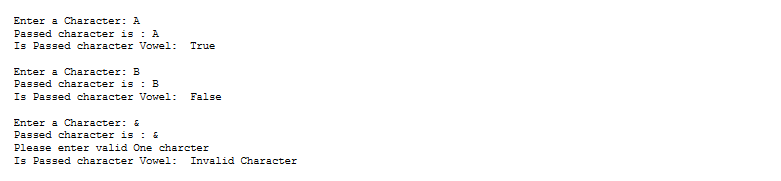 Enter a Character: A
Passed character is : A
Is Passed character Vowel:  True
Enter a Character: B
Passed character is : B
Is Passed character Vowel:  False
Enter a Character: &
Passed character is : &
Please enter valid One charcter
Is Passed character Vowel:  Invalid Character